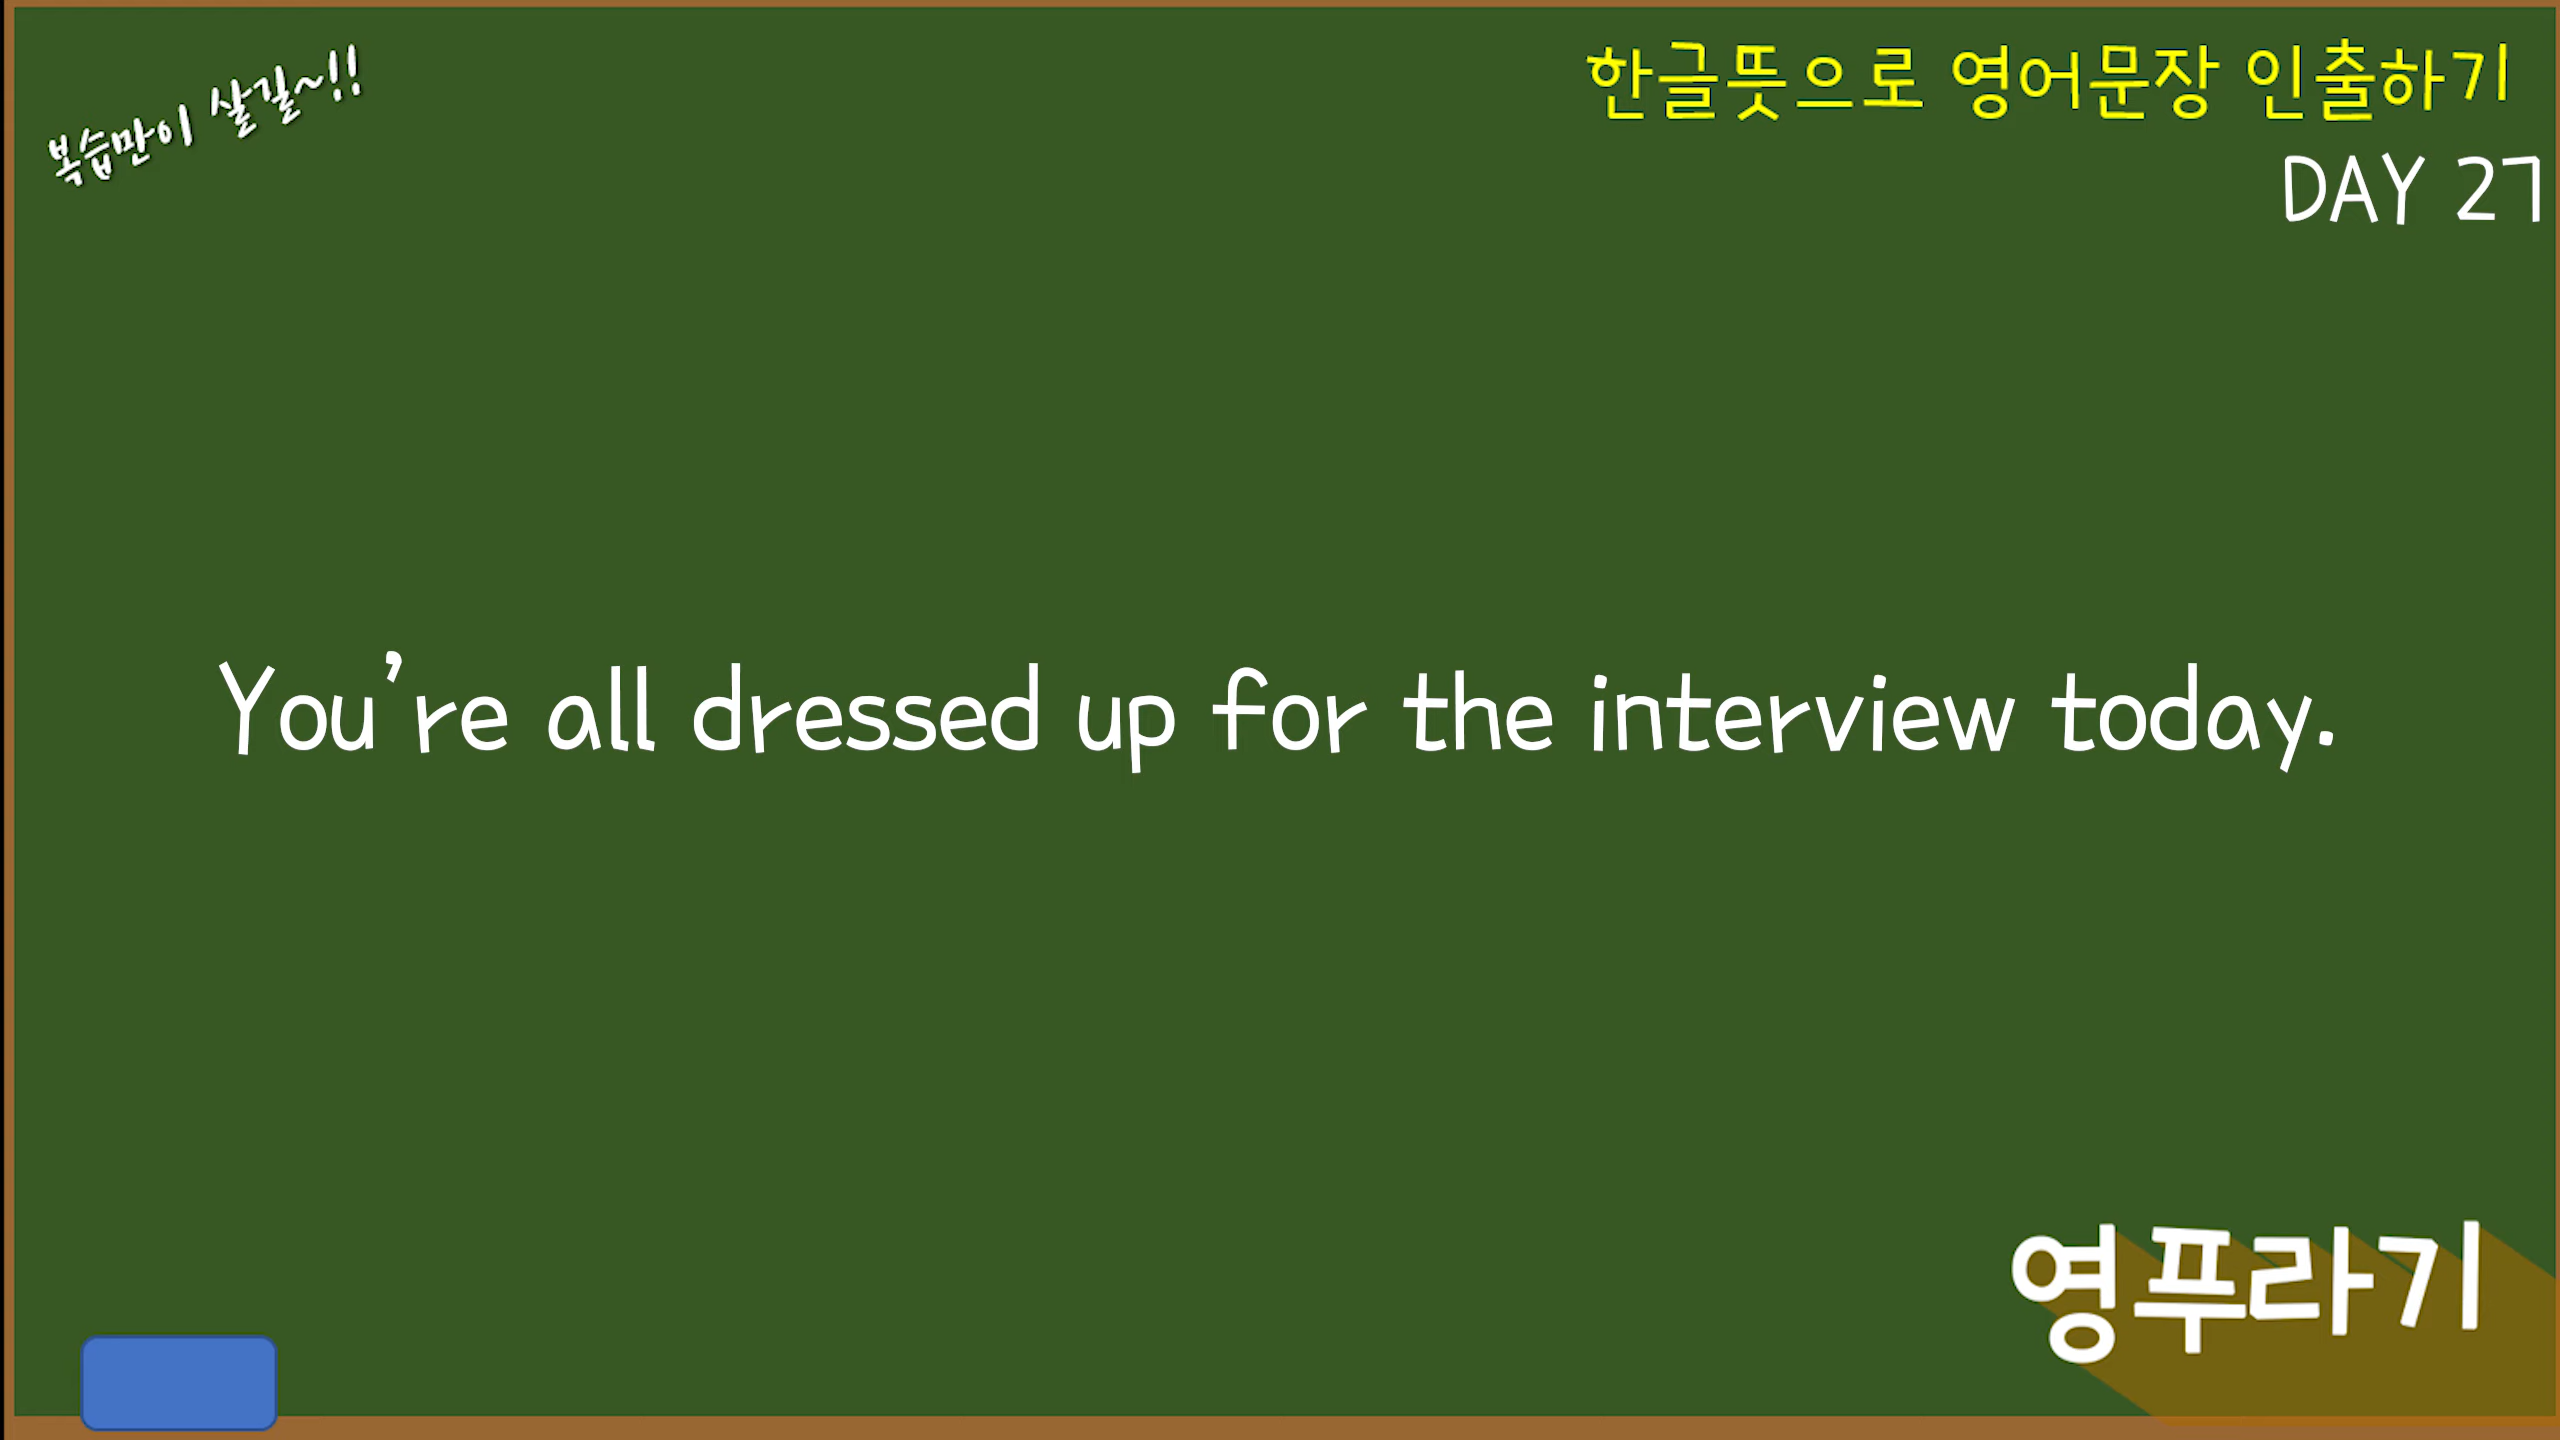 복습만이 살길~!!
한글뜻으로 영어문장 인출하기
DAY 27
You're all dressed up for the interview today.
영푸라기